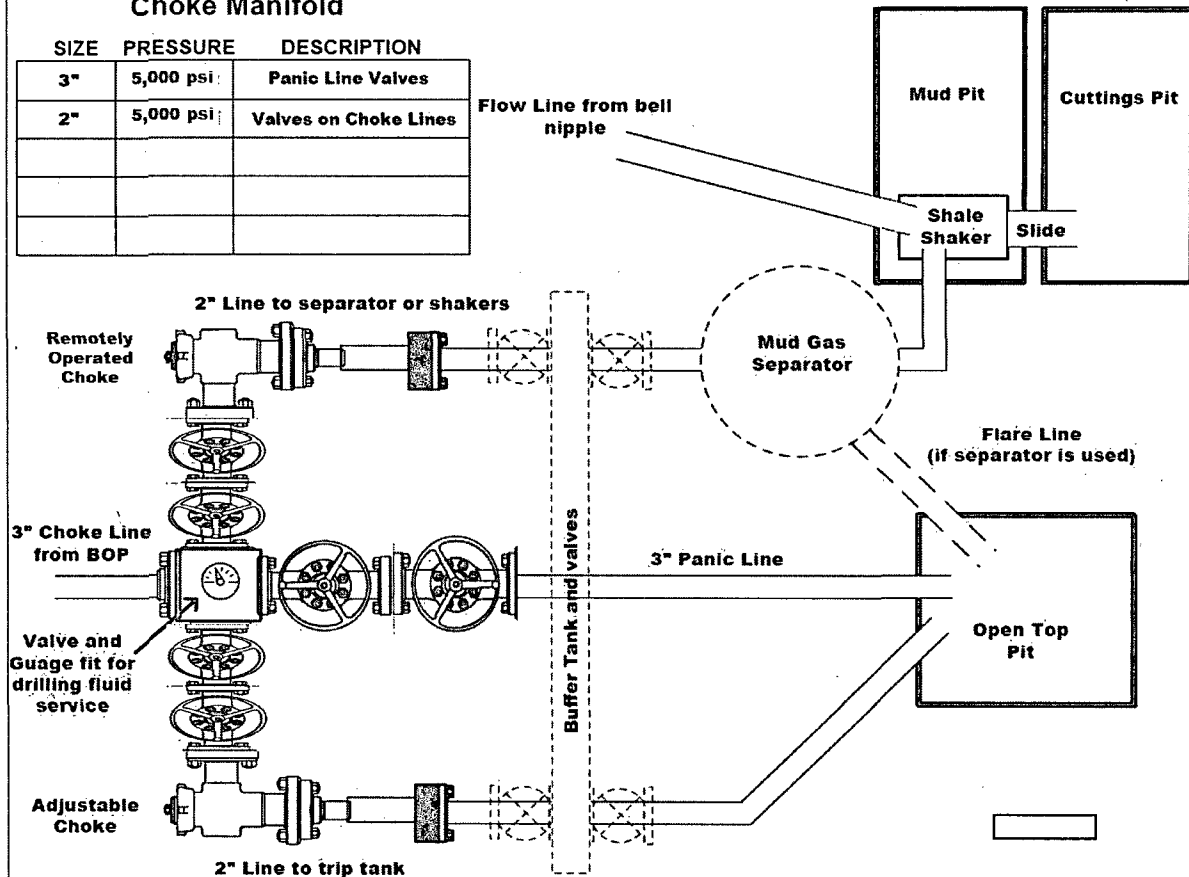 Choke Manifold
SIZE PRESSURE DESCRIPTION
3" 5,000 psi Panic Line Valves
2" 5,000 psi Valves on Choke Lines
Flow Line from bell
nipple
Mud Pit
Cuttings Pit
Shale
Shaker
Slide
2" Line to separator or shakers
Remotely
Operated
Choke
Mud Gas
Separator
Flare Line
(if separator is used)
3" Choke Line
from BOP
Buffer Tank and valves
3" Panic Line
Open Top
Pit
Valve and
Guage fit for
drilling fluid
service
Adjustable
Choke
2" Line to trip tank